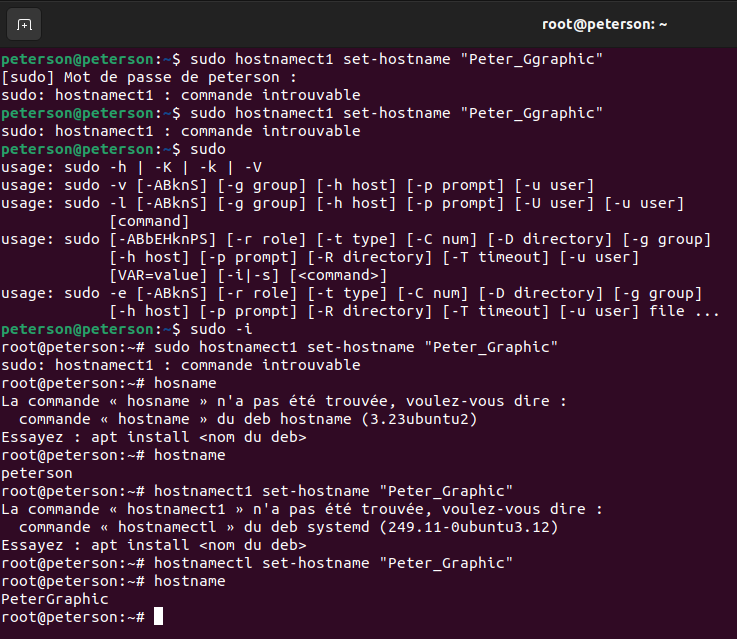 root@peterson: ~
peterson@peterson:~$ sudo hostnamect1 set-hostname "Peter_Ggraphic"
[sudo] Mot de passe de peterson :
sudo: hostnamect1 : commande introuvable
peterson@peterson:~$ sudo hostnamect1 set-hostname "Peter_Ggraphic"
sudo: hostnamect1 : commande introuvable
peterson@peterson:~$ sudo
usage: sudo -h | -K | -k | -V
usage: sudo -v [-ABknS] [-g group] [-h host] [-p prompt] [-u user]
usage: sudo -l [-ABknS] [-g group] [-h host] [-p prompt] [-U user] [-u user]
            [command]
usage: sudo [-ABbEHknPS] [-r role] [-t type] [-C num] [-D directory] [-g group]
            [-h host] [-p prompt] [-R directory] [-T timeout] [-u user]
            [VAR=value] [-i|-s] [<command>]
usage: sudo -e [-ABknS] [-r role] [-t type] [-C num] [-D directory] [-g group]
            [-h host] [-p prompt] [-R directory] [-T timeout] [-u user] file ...
peterson@peterson:~$ sudo -i
root@peterson:~# sudo hostnamect1 set-hostname "Peter_Graphic"
sudo: hostnamect1 : commande introuvable
root@peterson:~# hosname
La commande « hosname » n'a pas été trouvée, voulez-vous dire :
  commande « hostname » du deb hostname (3.23ubuntu2)
Essayez : apt install <nom du deb>
root@peterson:~# hostname
peterson
root@peterson:~# hostnamect1 set-hostname "Peter_Graphic"
La commande « hostnamect1 » n'a pas été trouvée, voulez-vous dire :
  commande « hostnamectl » du deb systemd (249.11-0ubuntu3.12)
Essayez : apt install <nom du deb>
root@peterson:~# hostnamectl set-hostname "Peter_Graphic"
root@peterson:~# hostname
PeterGraphic
root@peterson:~#